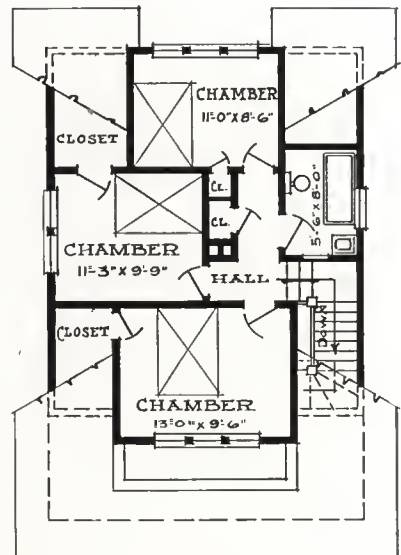 CHAMBER
11'-0"X8'-6"
CLOSET
CL.
5'-6"X8'-0"
CL.
CHAMBER
11'-3"X9'-9"
HALL
DOWN
CLOSET
CHAMBER
13'-0"X9'-6"